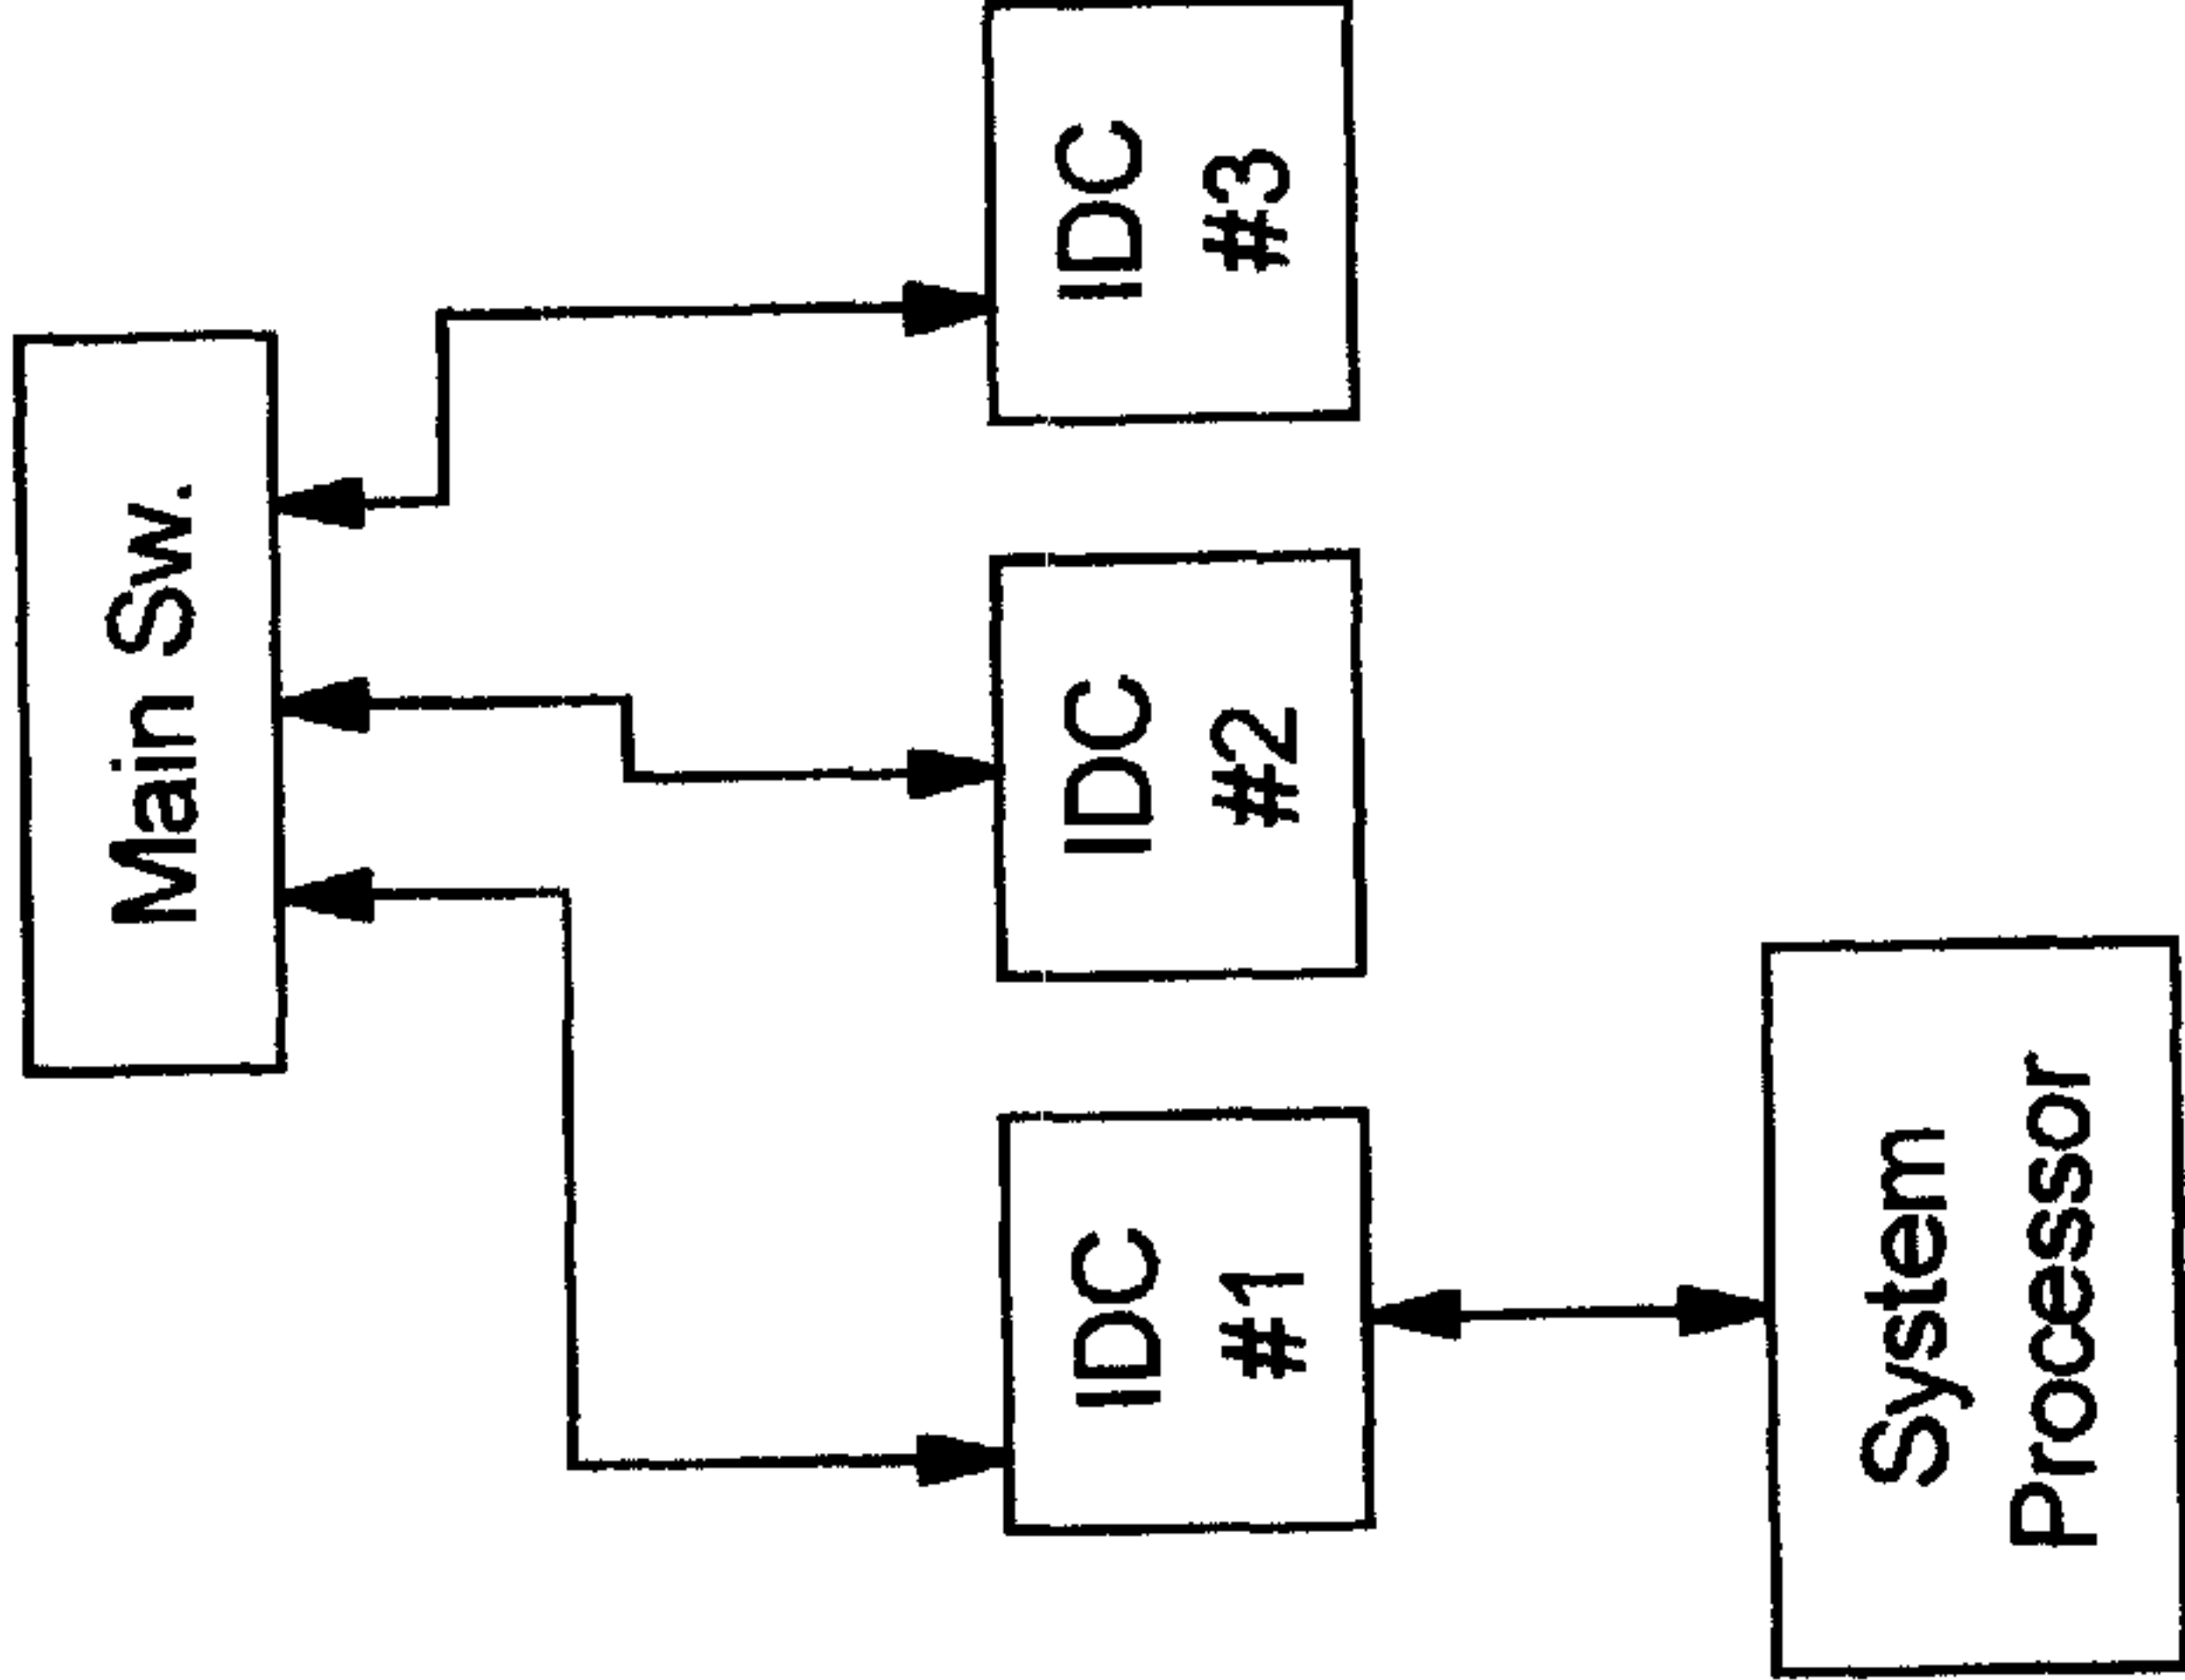 Main Sw.
IDC
#1
IDC
#2
IDC
#3
System
Processor